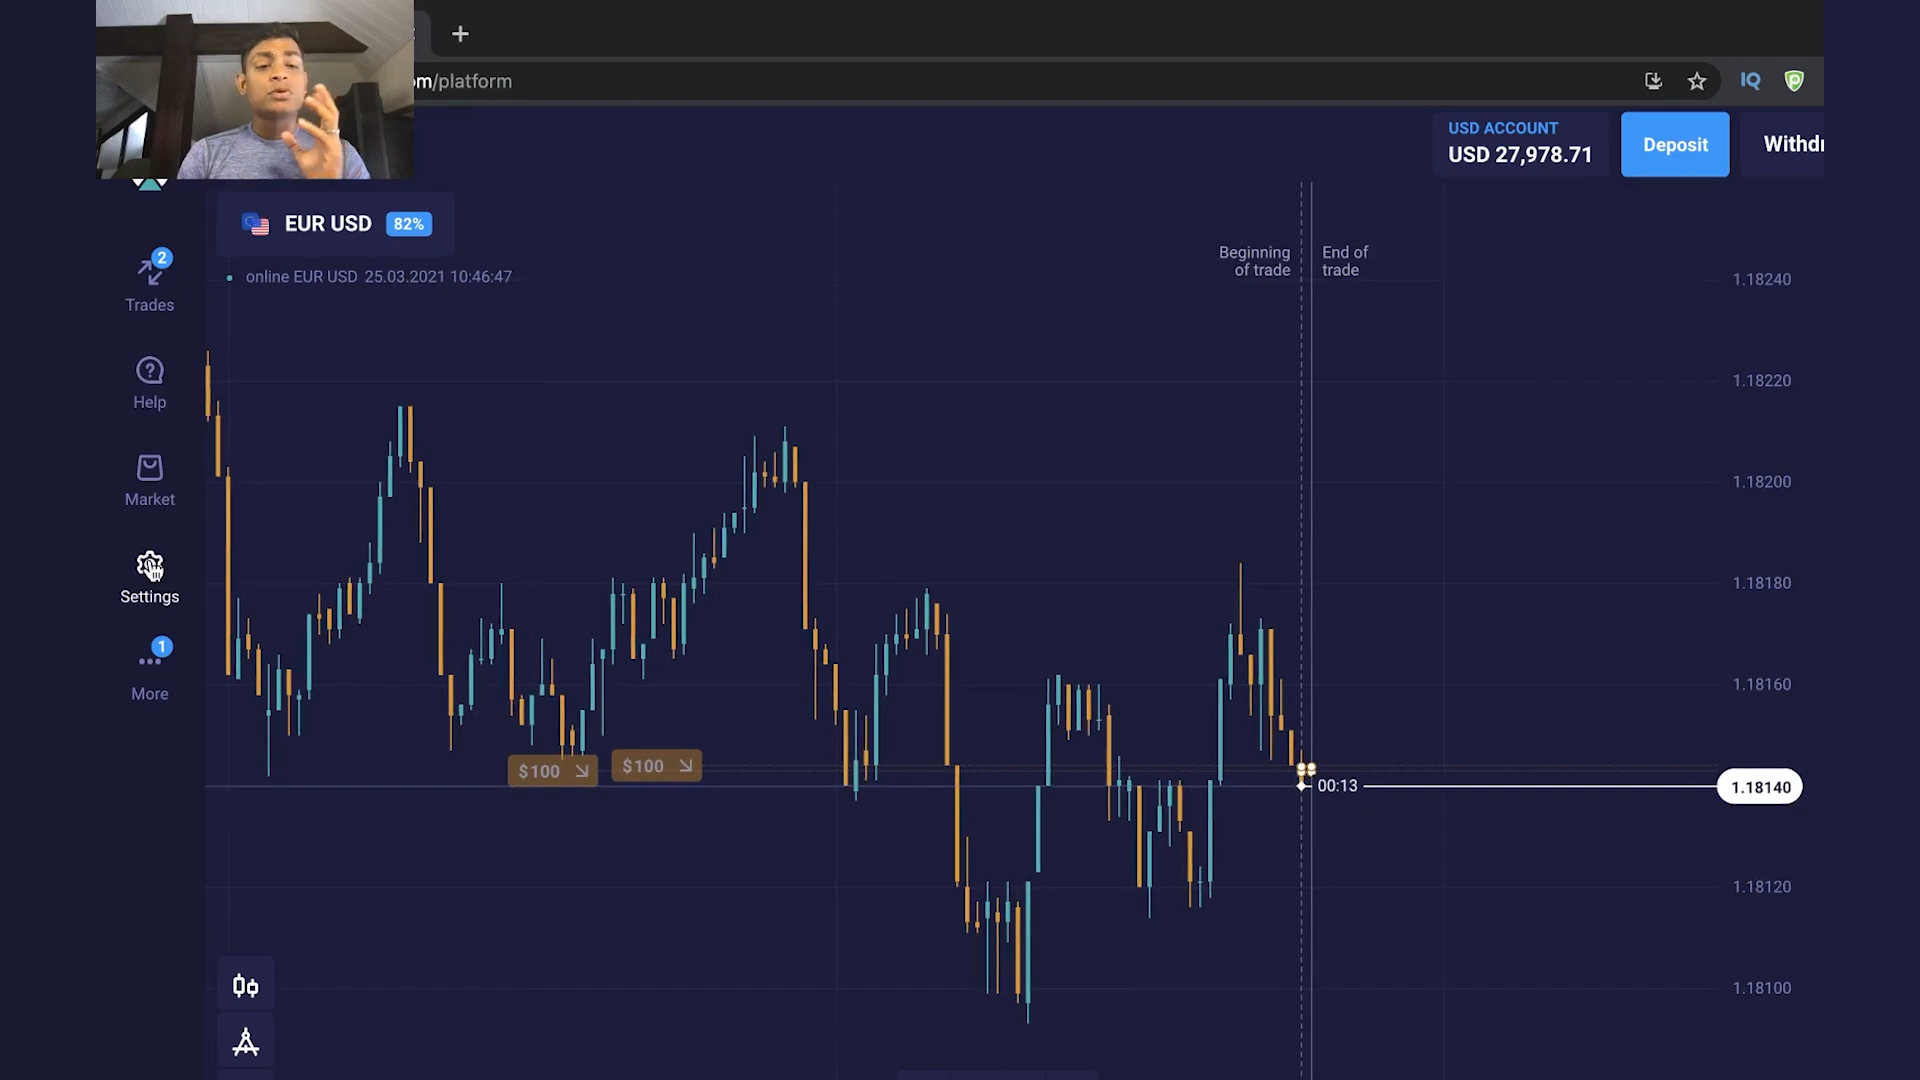 om/platform
IQ
USD ACCOUNT
USD 27,978.71
Deposit
Withdr
EUR USD 82%
online EUR USD 25.03.2021 10:46:47
Beginning of trade
End of trade
2
Trades
Help
Market
Settings
1
More
$100
$100
00:13
1.18240
1.18220
1.18200
1.18180
1.18160
1.18140
1.18120
1.18100